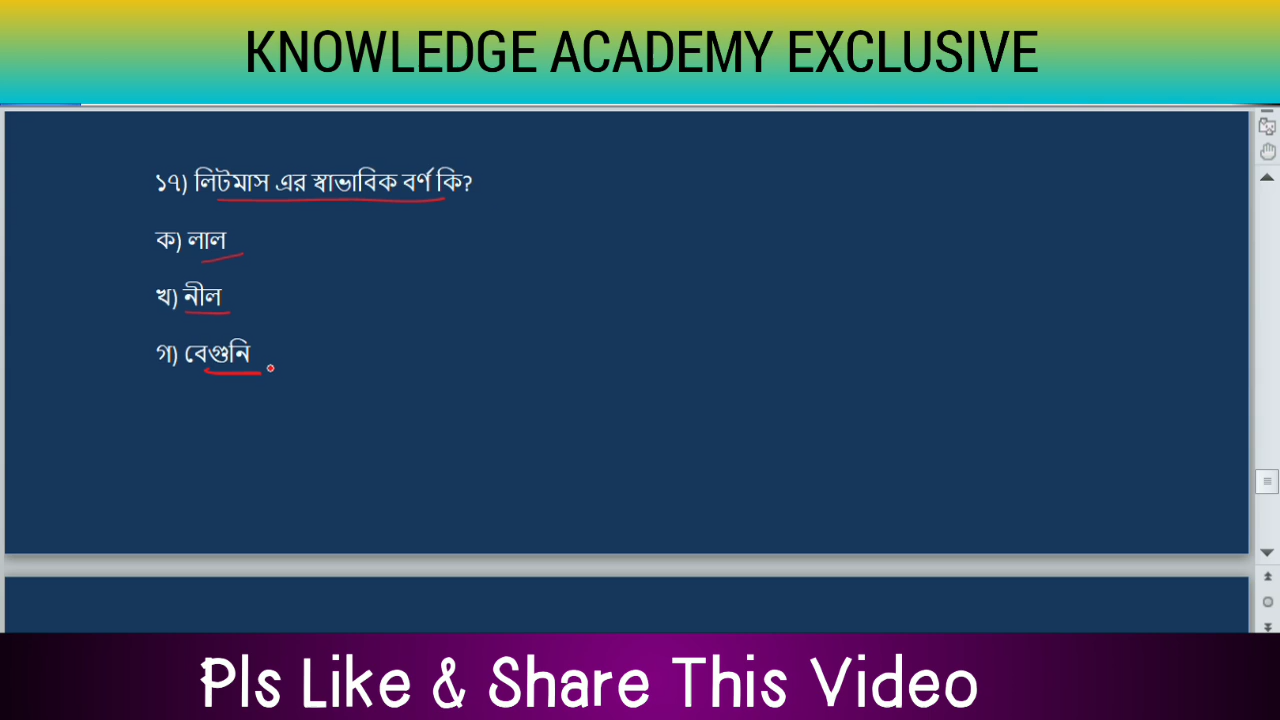 KNOWLEDGE ACADEMY EXCLUSIVE
১৭) লিটমাস এর স্বাভাবিক বর্ণ কি?
ক) লাল
খ) নীল
গ) বেগুনি
Pls Like & Share This Video